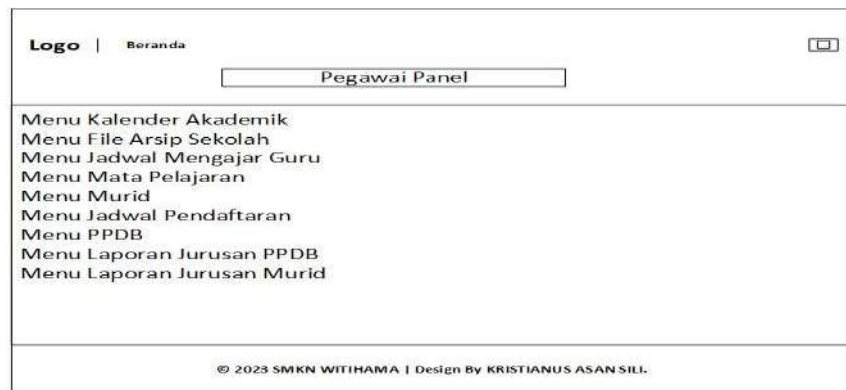 Logo | Beranda
Pegawai Panel
Menu Kalender Akademik
Menu File Arsip Sekolah
Menu Jadwal Mengajar Guru
Menu Mata Pelajaran
Menu Murid
Menu Jadwal Pendaftaran
Menu PPDB
Menu Laporan Jurusan PPDB
Menu Laporan Jurusan Murid
© 2023 SMKN WITIHAMA | Design By KRISTIANUS ASAN SILI.